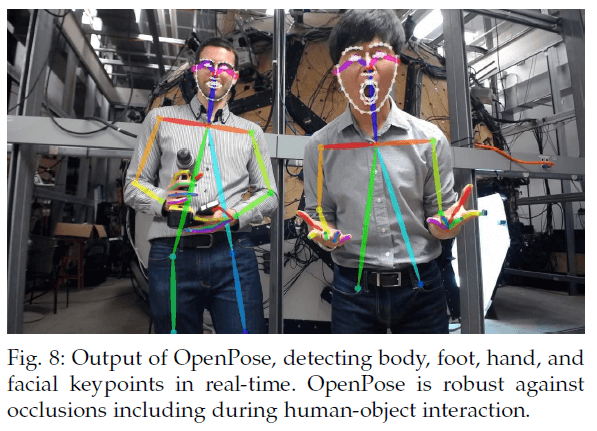 Fig. 8: Output of OpenPose, detecting body, foot, hand, and
facial keypoints in real-time. OpenPose is robust against
occlusions including during human-object interaction.